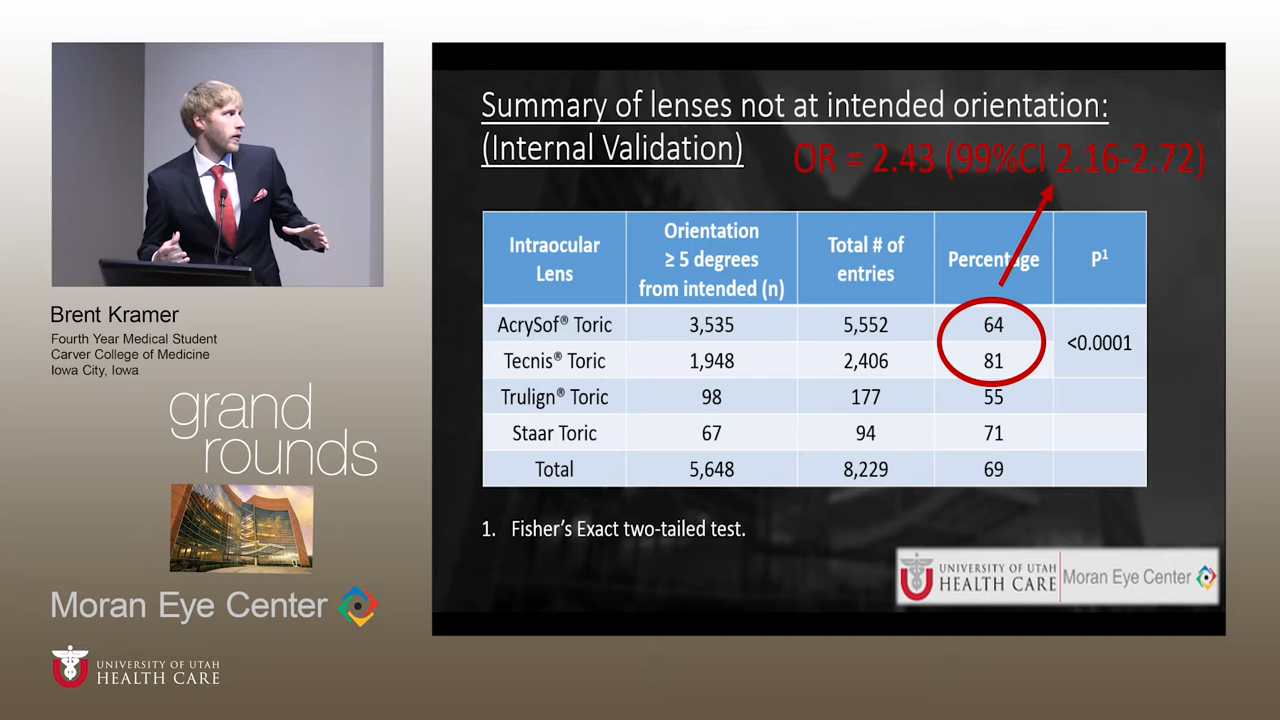 Summary of lenses not at intended orientation:
(Internal Validation)
OR = 2.43 (99%CI 2.16-2.72)
Intraocular Lens
Orientation ≥ 5 degrees from intended (n)
Total # of entries
Percentage
P1
AcrySof® Toric 3,535 5,552 64 <0.0001
Tecnis® Toric 1,948 2,406 81
Trulign® Toric 98 177 55
Staar Toric 67 94 71
Total 5,648 8,229 69
1. Fisher's Exact two-tailed test.
UNIVERSITY OF UTAH
HEALTH CARE
Moran Eye Center
Brent Kramer
Fourth Year Medical Student
Carver College of Medicine
Iowa City, Iowa
grand
rounds
Moran Eye Center
UNIVERSITY OF UTAH
HEALTH CARE